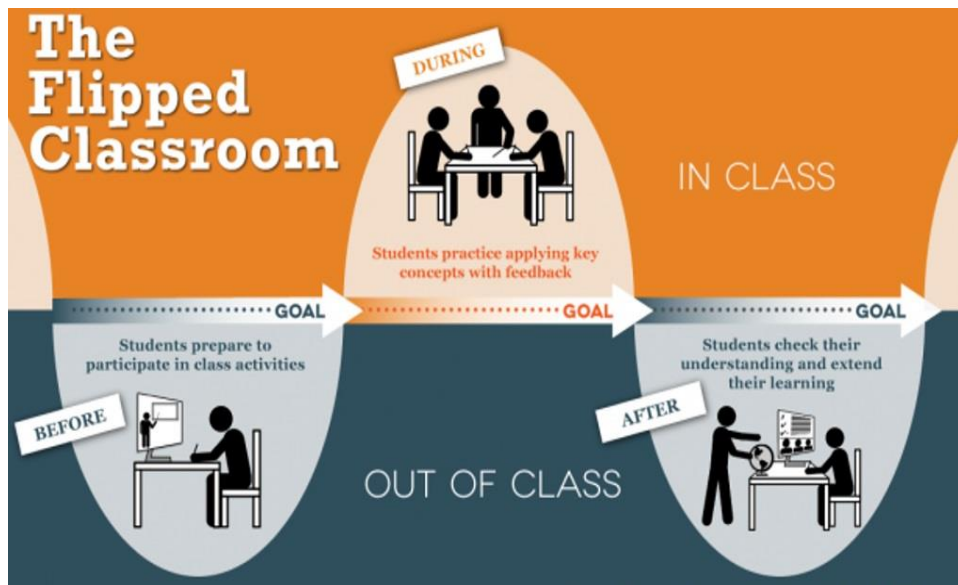 The
Flipped
Classroom
DURING
IN CLASS
Students practice applying key
concepts with feedback
GOAL
GOAL
GOAL
Students prepare to
participate in class activities
BEFORE
OUT OF CLASS
Students check their
understanding and extend
their learning
AFTER